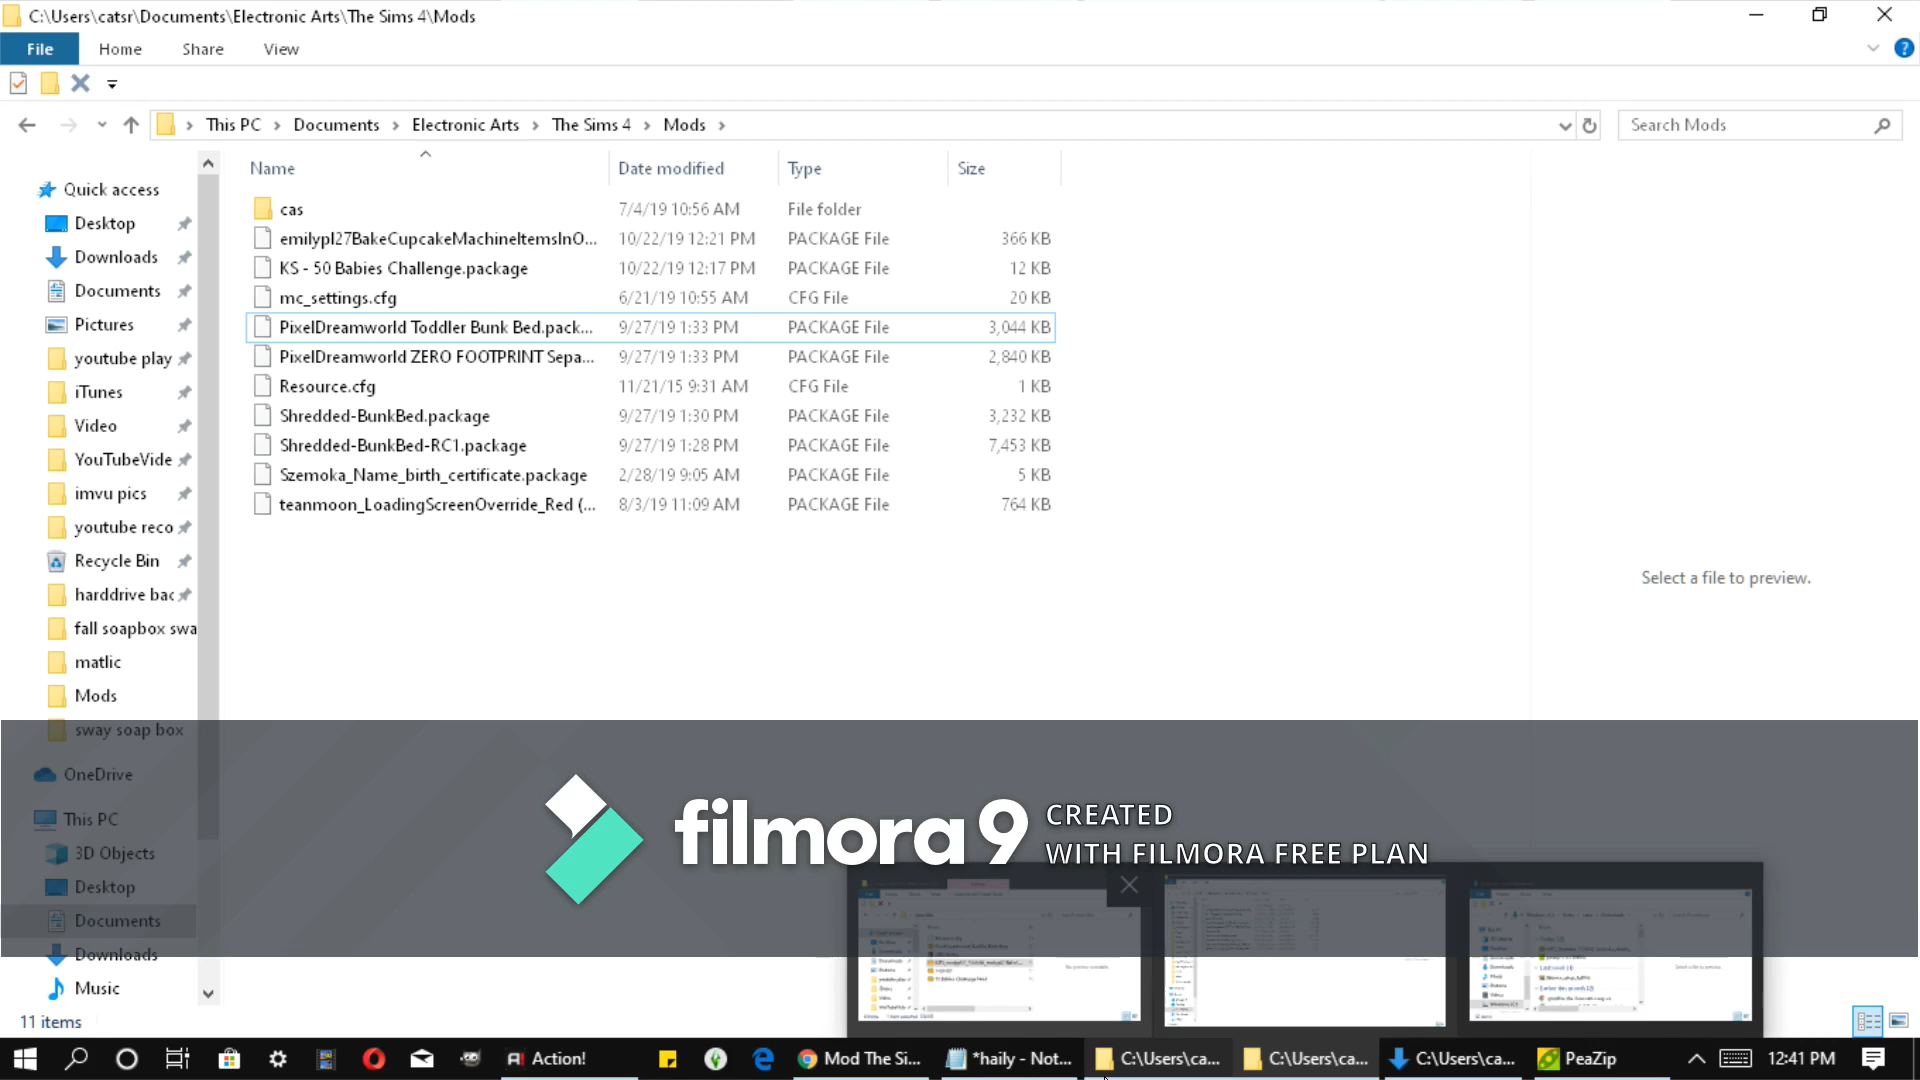 C:\Users\catsr\Documents\Electronic Arts\The Sims 4\Mods
File Home Share View
This PC Documents Electronic Arts The Sims 4 Mods
Search Mods
Name Date modified Type Size
Quick access
Desktop
Downloads
Documents
Pictures
youtube play
iTunes
Video
YouTubeVide
imvu pics
youtube reco
Recycle Bin
harddrive bac
fall soapbox swa
matlic
Mods
sway soap box
OneDrive
This PC
3D Objects
Desktop
Documents
Downloads
Music
cas 7/4/19 10:56 AM File folder
emilypl27BakeCupcakeMachineItemsInO... 10/22/19 12:21 PM PACKAGE File 366 KB
KS - 50 Babies Challenge.package 10/22/19 12:17 PM PACKAGE File 12 KB
mc_settings.cfg 6/21/19 10:55 AM CFG File 20 KB
PixelDreamworld Toddler Bunk Bed.pack... 9/27/19 1:33 PM PACKAGE File 3,044 KB
PixelDreamworld ZERO FOOTPRINT Sepa... 9/27/19 1:33 PM PACKAGE File 2,840 KB
Resource.cfg 11/21/15 9:31 AM CFG File 1 KB
Shredded-BunkBed.package 9/27/19 1:30 PM PACKAGE File 3,232 KB
Shredded-BunkBed-RC1.package 9/27/19 1:28 PM PACKAGE File 7,453 KB
Szemoka_Name_birth_certificate.package 2/28/19 9:05 AM PACKAGE File 5 KB
teanmoon_LoadingScreenOverride_Red (... 8/3/19 11:09 AM PACKAGE File 764 KB
Select a file to preview.
filmora9
CREATED
WITH FILMORA FREE PLAN
11 items
Action! Mod The Si... *haily - Not... C:\Users\ca... C:\Users\ca... C:\Users\ca... PeaZip 12:41 PM